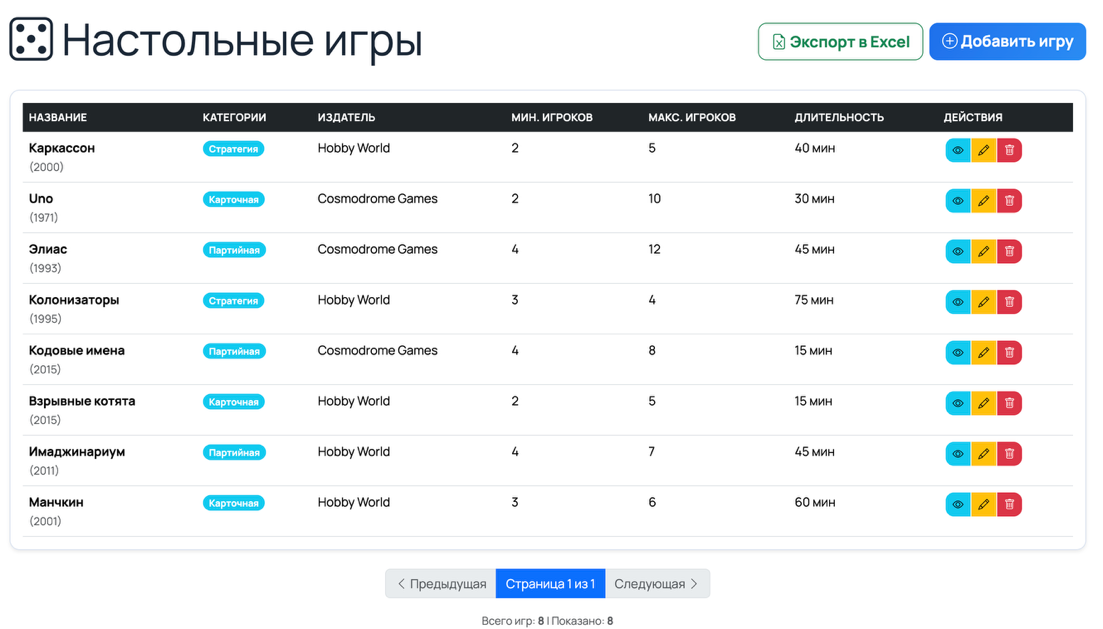 Настольные игры
Экспорт в Excel Добавить игру
НАЗВАНИЕ КАТЕГОРИИ ИЗДАТЕЛЬ МИН. ИГРОКОВ МАКС. ИГРОКОВ ДЛИТЕЛЬНОСТЬ ДЕЙСТВИЯ
Каркассон Стратегия Hobby World 2 5 40 мин
(2000)
Uno Карточная Cosmodrome Games 2 10 30 мин
(1971)
Элиас Партийная Cosmodrome Games 4 12 45 мин
(1993)
Колонизаторы Стратегия Hobby World 3 4 75 мин
(1995)
Кодовые имена Партийная Cosmodrome Games 4 8 15 мин
(2015)
Взрывные котята Карточная Hobby World 2 5 15 мин
(2015)
Имаджинариум Партийная Hobby World 4 7 45 мин
(2011)
Манчкин Карточная Hobby World 3 6 60 мин
(2001)
Предыдущая Страница 1 из 1 Следующая
Всего игр: 8 | Показано: 8